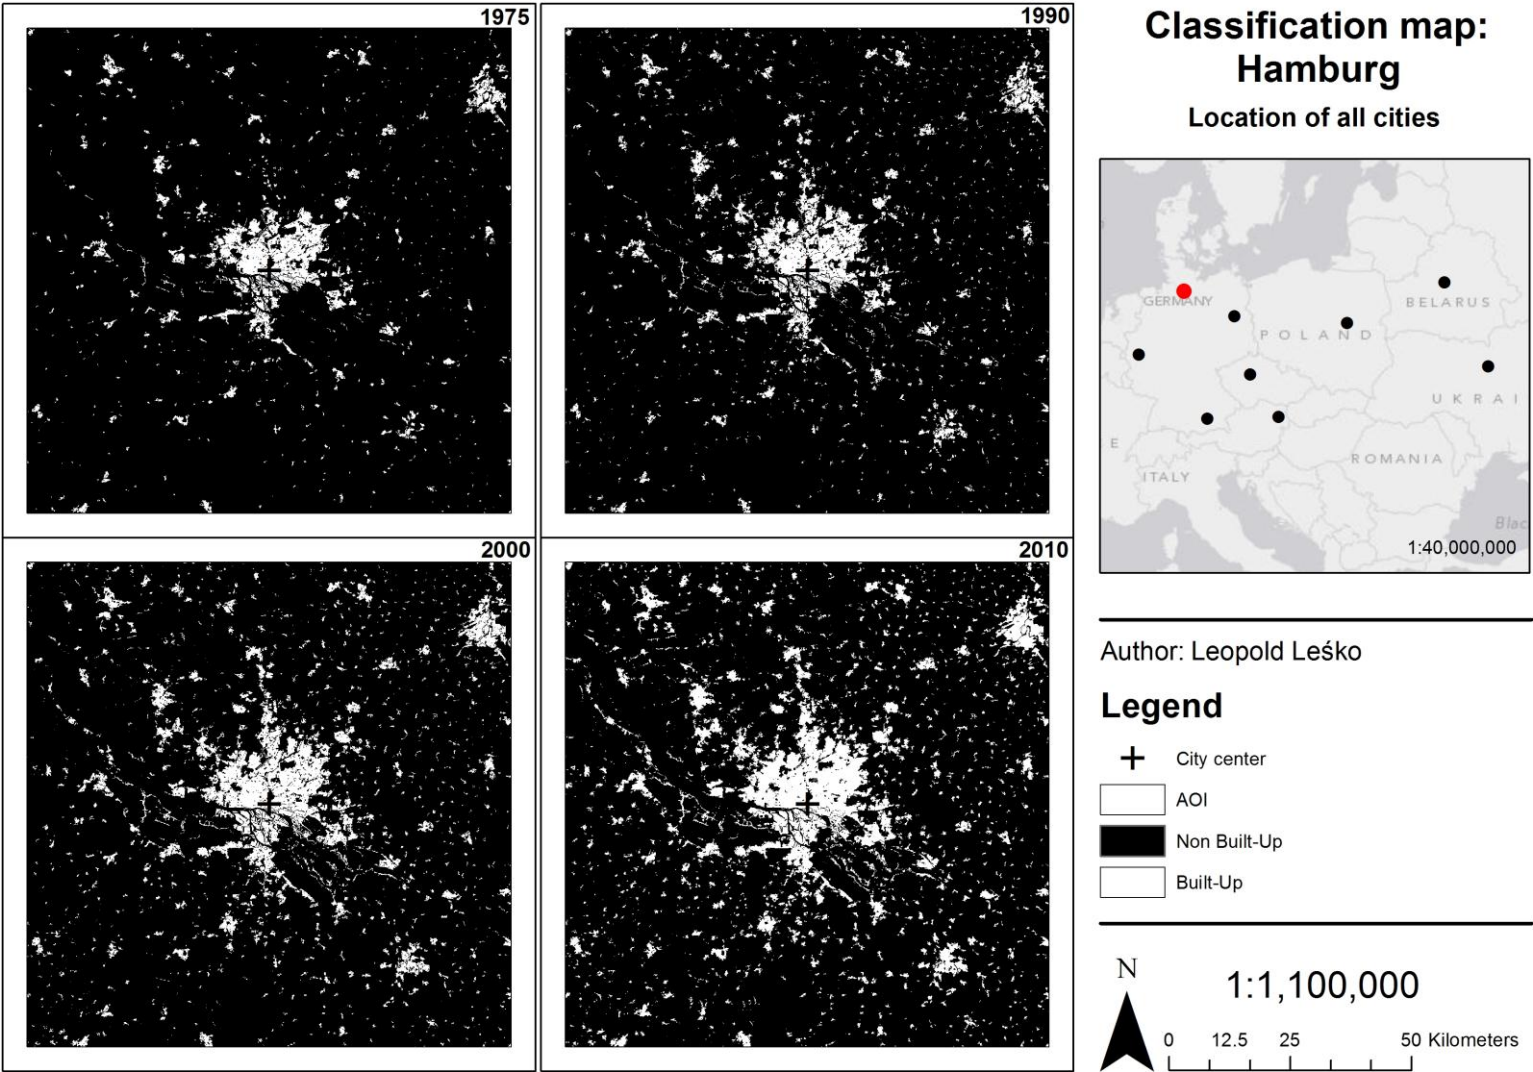 1975
1990
2000
2010
Classification map:
Hamburg
Location of all cities
GERMANY
POLAND
BELARUS
UKRAI
E
ITALY
ROMANIA
Blac
1:40,000,000
Author: Leopold Leśko
Legend
City center
AOI
Non Built-Up
Built-Up
N
1:1,100,000
0 12.5 25 50 Kilometers